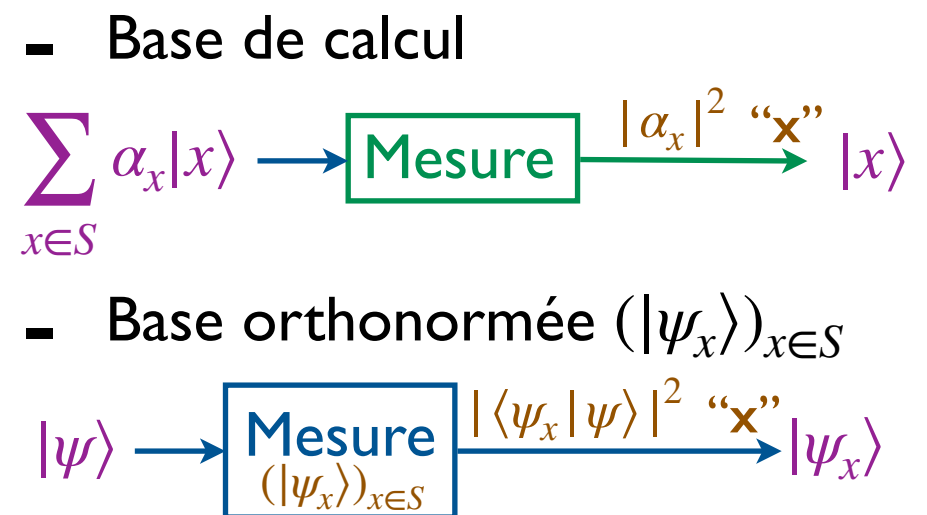 - Base de calcul
∑_{x∈S} α_x|x⟩ → Mesure |α_x|² “x” → |x⟩
- Base orthonormée (|ψ_x⟩)_{x∈S}
|ψ⟩ → Mesure (|ψ_x⟩)_{x∈S} |⟨ψ_x|ψ⟩|² “x” → |ψ_x⟩